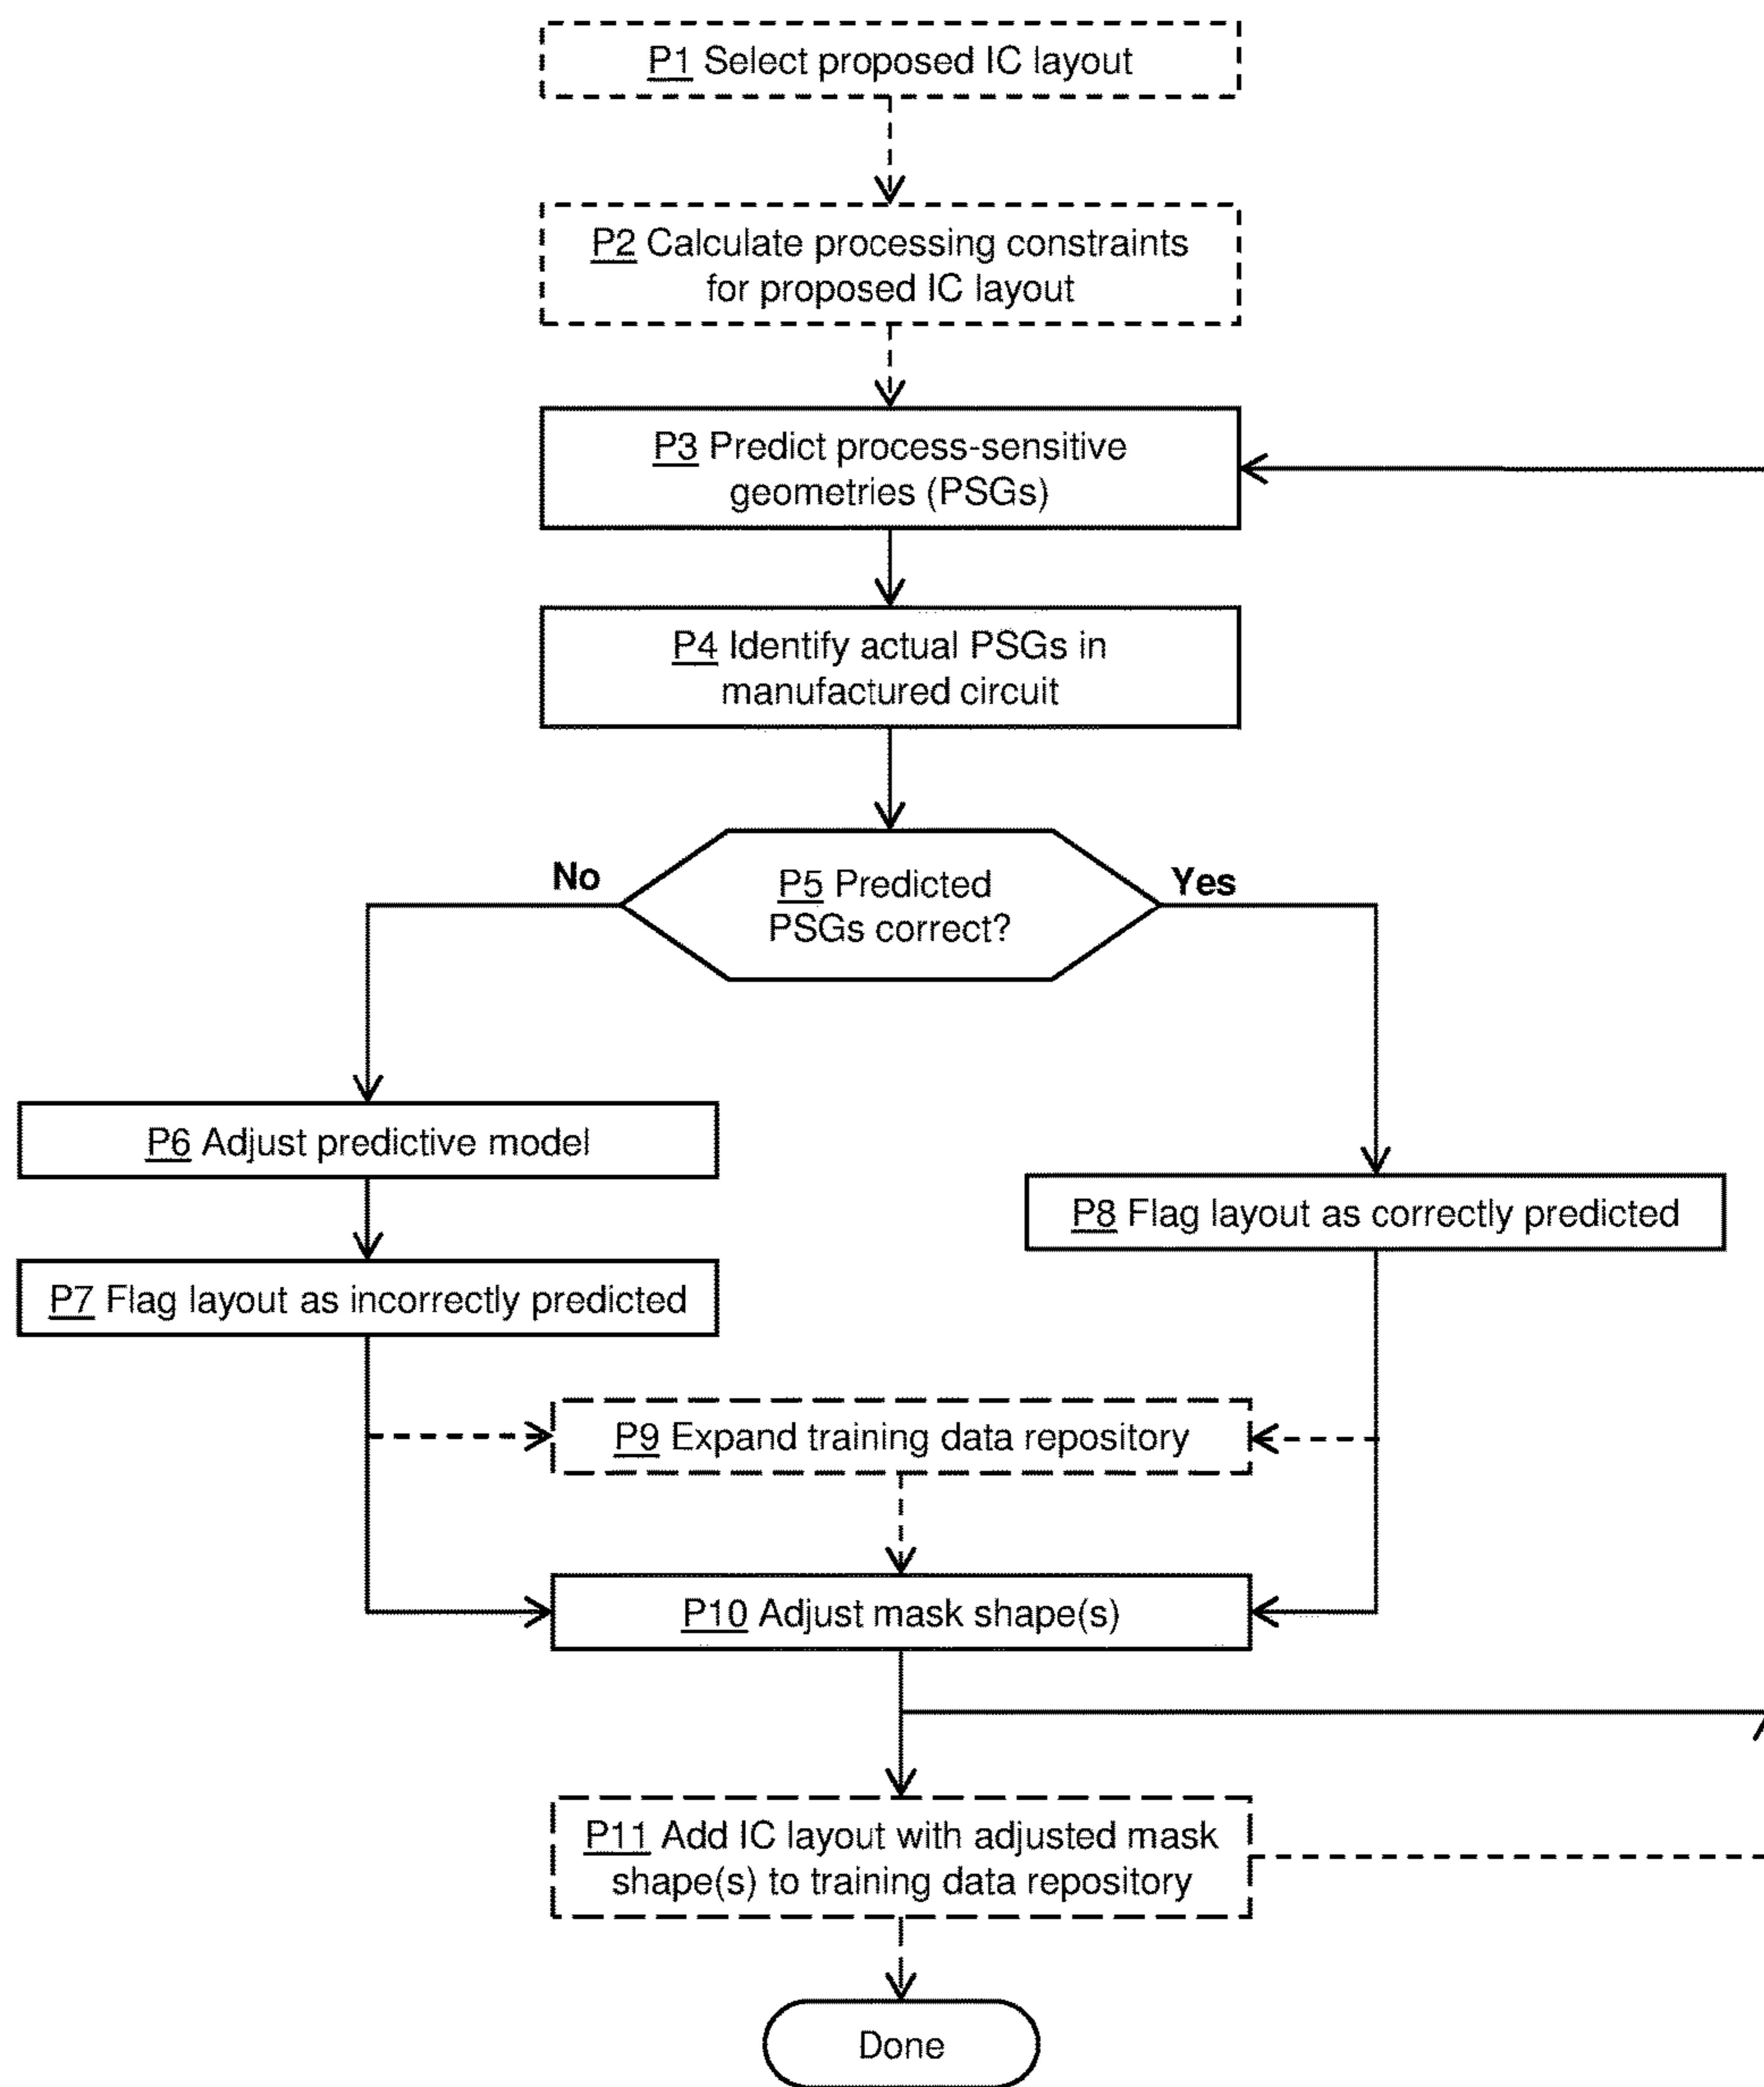 P1 Select proposed IC layout
P2 Calculate processing constraints
for proposed IC layout
P3 Predict process-sensitive
geometries (PSGs)
P4 Identify actual PSGs in
manufactured circuit
No
P5 Predicted
PSGs correct?
Yes
P6 Adjust predictive model
P8 Flag layout as correctly predicted
P7 Flag layout as incorrectly predicted
P9 Expand training data repository
P10 Adjust mask shape(s)
P11 Add IC layout with adjusted mask
shape(s) to training data repository
Done